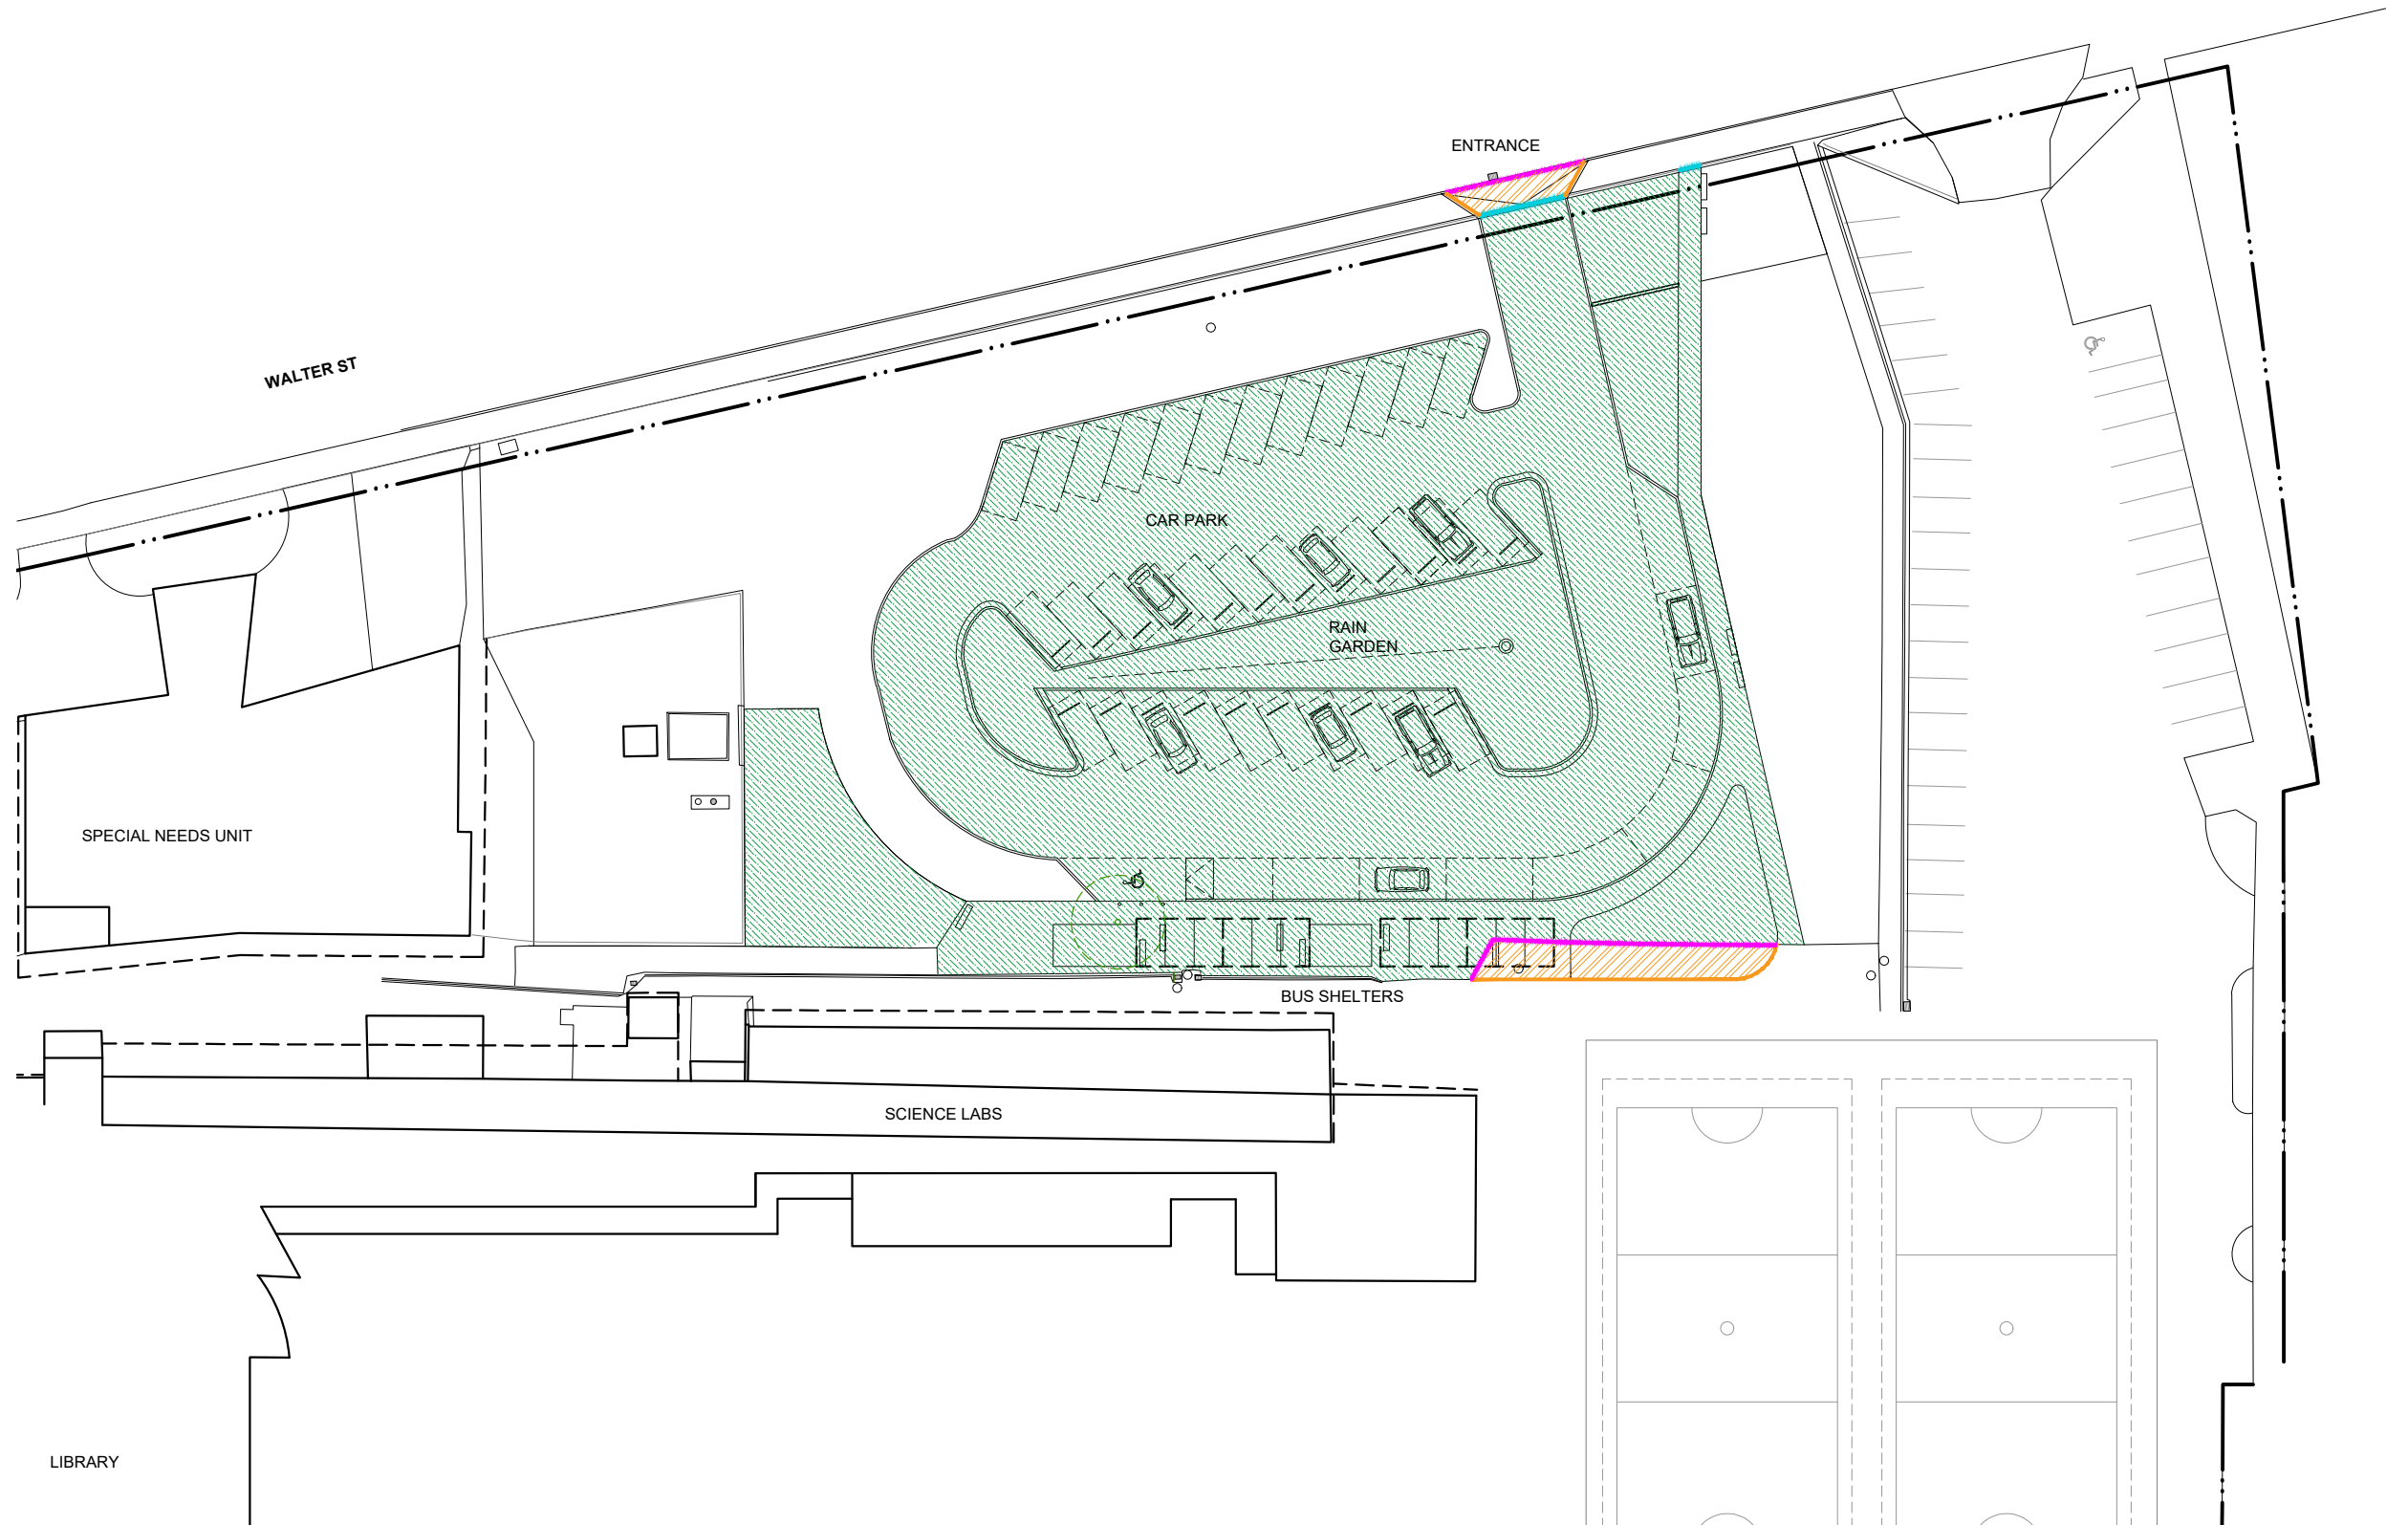 ENTRANCE
WALTER ST
CAR PARK
RAIN
GARDEN
SPECIAL NEEDS UNIT
BUS SHELTERS
SCIENCE LABS
LIBRARY